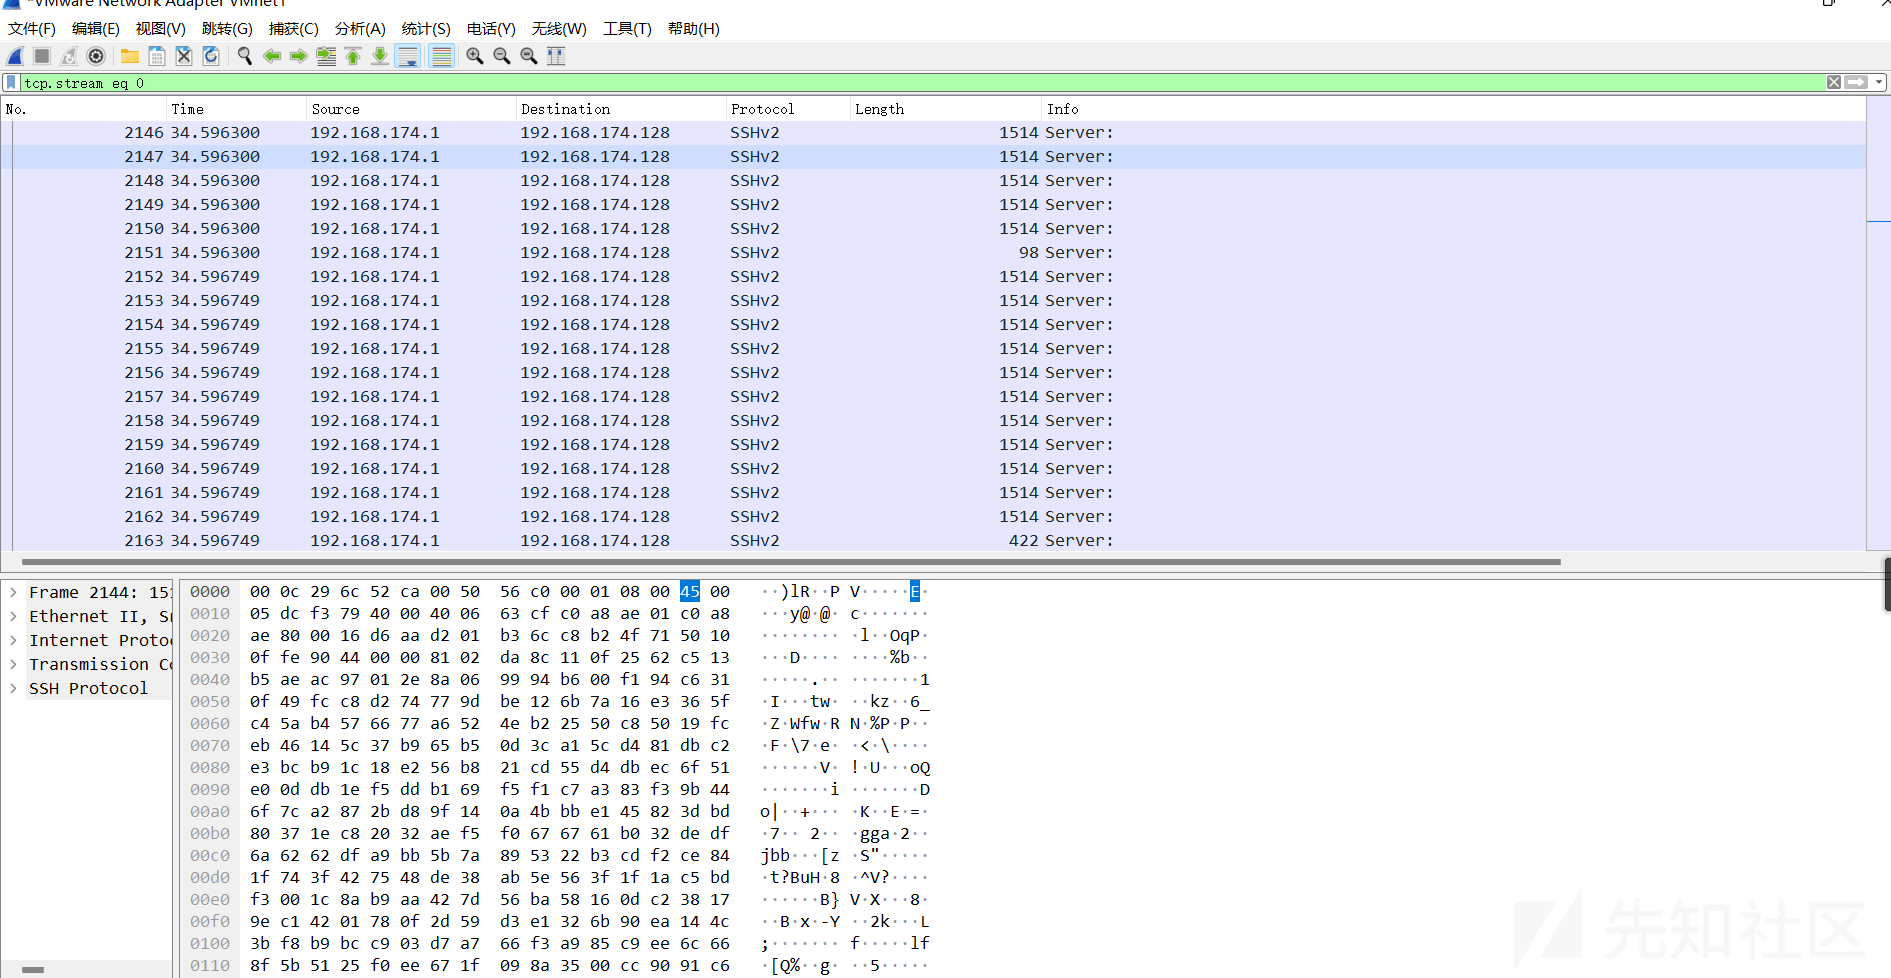 *VMware Network Adapter VMnet1
文件(F) 编辑(E) 视图(V) 跳转(G) 捕获(C) 分析(A) 统计(S) 电话(Y) 无线(W) 工具(T) 帮助(H)
tcp.stream eq 0
No. Time Source Destination Protocol Length Info
2146 34.596300 192.168.174.1 192.168.174.128 SSHv2 1514 Server:
2147 34.596300 192.168.174.1 192.168.174.128 SSHv2 1514 Server:
2148 34.596300 192.168.174.1 192.168.174.128 SSHv2 1514 Server:
2149 34.596300 192.168.174.1 192.168.174.128 SSHv2 1514 Server:
2150 34.596300 192.168.174.1 192.168.174.128 SSHv2 1514 Server:
2151 34.596300 192.168.174.1 192.168.174.128 SSHv2 98 Server:
2152 34.596749 192.168.174.1 192.168.174.128 SSHv2 1514 Server:
2153 34.596749 192.168.174.1 192.168.174.128 SSHv2 1514 Server:
2154 34.596749 192.168.174.1 192.168.174.128 SSHv2 1514 Server:
2155 34.596749 192.168.174.1 192.168.174.128 SSHv2 1514 Server:
2156 34.596749 192.168.174.1 192.168.174.128 SSHv2 1514 Server:
2157 34.596749 192.168.174.1 192.168.174.128 SSHv2 1514 Server:
2158 34.596749 192.168.174.1 192.168.174.128 SSHv2 1514 Server:
2159 34.596749 192.168.174.1 192.168.174.128 SSHv2 1514 Server:
2160 34.596749 192.168.174.1 192.168.174.128 SSHv2 1514 Server:
2161 34.596749 192.168.174.1 192.168.174.128 SSHv2 1514 Server:
2162 34.596749 192.168.174.1 192.168.174.128 SSHv2 1514 Server:
2163 34.596749 192.168.174.1 192.168.174.128 SSHv2 422 Server:
Frame 2144: 151
Ethernet II, Sr
Internet Protoc
Transmission Co
SSH Protocol
0000 00 0c 29 6c 52 ca 00 50 56 c0 00 01 08 00 45 00 ··)lR··P V·····E·
0010 05 dc f3 79 40 00 40 06 63 cf c0 a8 ae 01 c0 a8 ···y@·@· c·······
0020 ae 80 00 16 d6 aa d2 01 b3 6c c8 b2 4f 71 50 10 ········ ·l··OqP·
0030 0f fe 90 44 00 00 81 02 da 8c 11 0f 25 62 c5 13 ···D···· ····%b··
0040 b5 ae ac 97 01 2e 8a 06 99 94 b6 00 f1 94 c6 31 ·····.·· ·······1
0050 0f 49 fc c8 d2 74 77 9d be 12 6b 7a 16 e3 36 5f ·I···tw· ··kz··6_
0060 c4 5a b4 57 66 77 a6 52 4e b2 25 50 c8 50 19 fc ·Z·Wfw·R N·%P·P··
0070 eb 46 14 5c 37 b9 65 b5 0d 3c a1 5c d4 81 db c2 ·F·\7·e· ·<·\····
0080 e3 bc b9 1c 18 e2 56 b8 21 cd 55 d4 db ec 6f 51 ······V· !·U···oQ
0090 e0 0d db 1e f5 dd b1 69 f5 f1 c7 a3 83 f3 9b 44 ·······i ·······D
00a0 6f 7c a2 87 2b d8 9f 14 0a 4b bb e1 45 82 3d bd o|··+··· ·K··E·=·
00b0 80 37 1e c8 20 32 ae f5 f0 67 67 61 b0 32 de df ·7·· 2·· ·gga·2··
00c0 6a 62 62 df a9 bb 5b 7a 89 53 22 b3 cd f2 ce 84 jbb···[z ·S"·····
00d0 1f 74 3f 42 75 48 de 38 ab 5e 56 3f 1f 1a c5 bd ·t?BuH·8 ·^V?····
00e0 f3 00 1c 8a b9 aa 42 7d 56 ba 58 16 0d c2 38 17 ······B} V·X···8·
00f0 9e c1 42 01 78 0f 2d 59 d3 e1 32 6b 90 ea 14 4c ··B·x·-Y ··2k···L
0100 3b f8 b9 bc c9 03 d7 a7 66 f3 a9 85 c9 ee 6c 66 ;······· f·····lf
0110 8f 5b 51 25 f0 ee 67 1f 09 8a 35 00 cc 90 91 c6 ·[Q%··g· ··5·····
先知社区